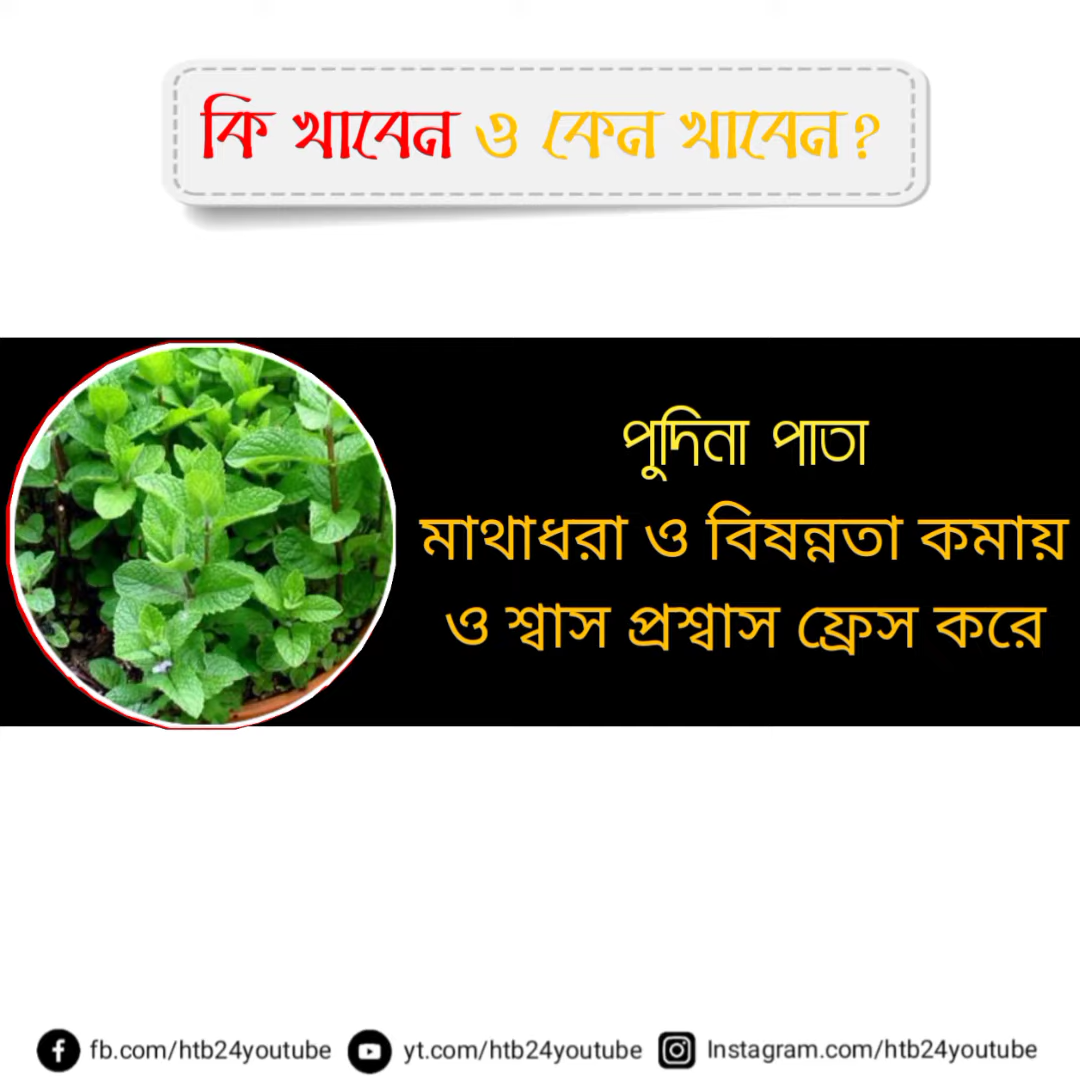 কি খাবেন ও কেন খাবেন?
পুদিনা পাতা
মাথাধরা ও বিষন্নতা কমায়
ও শ্বাস প্রশ্বাস ফ্রেস করে
fb.com/htb24youtube yt.com/htb24youtube Instagram.com/htb24youtube